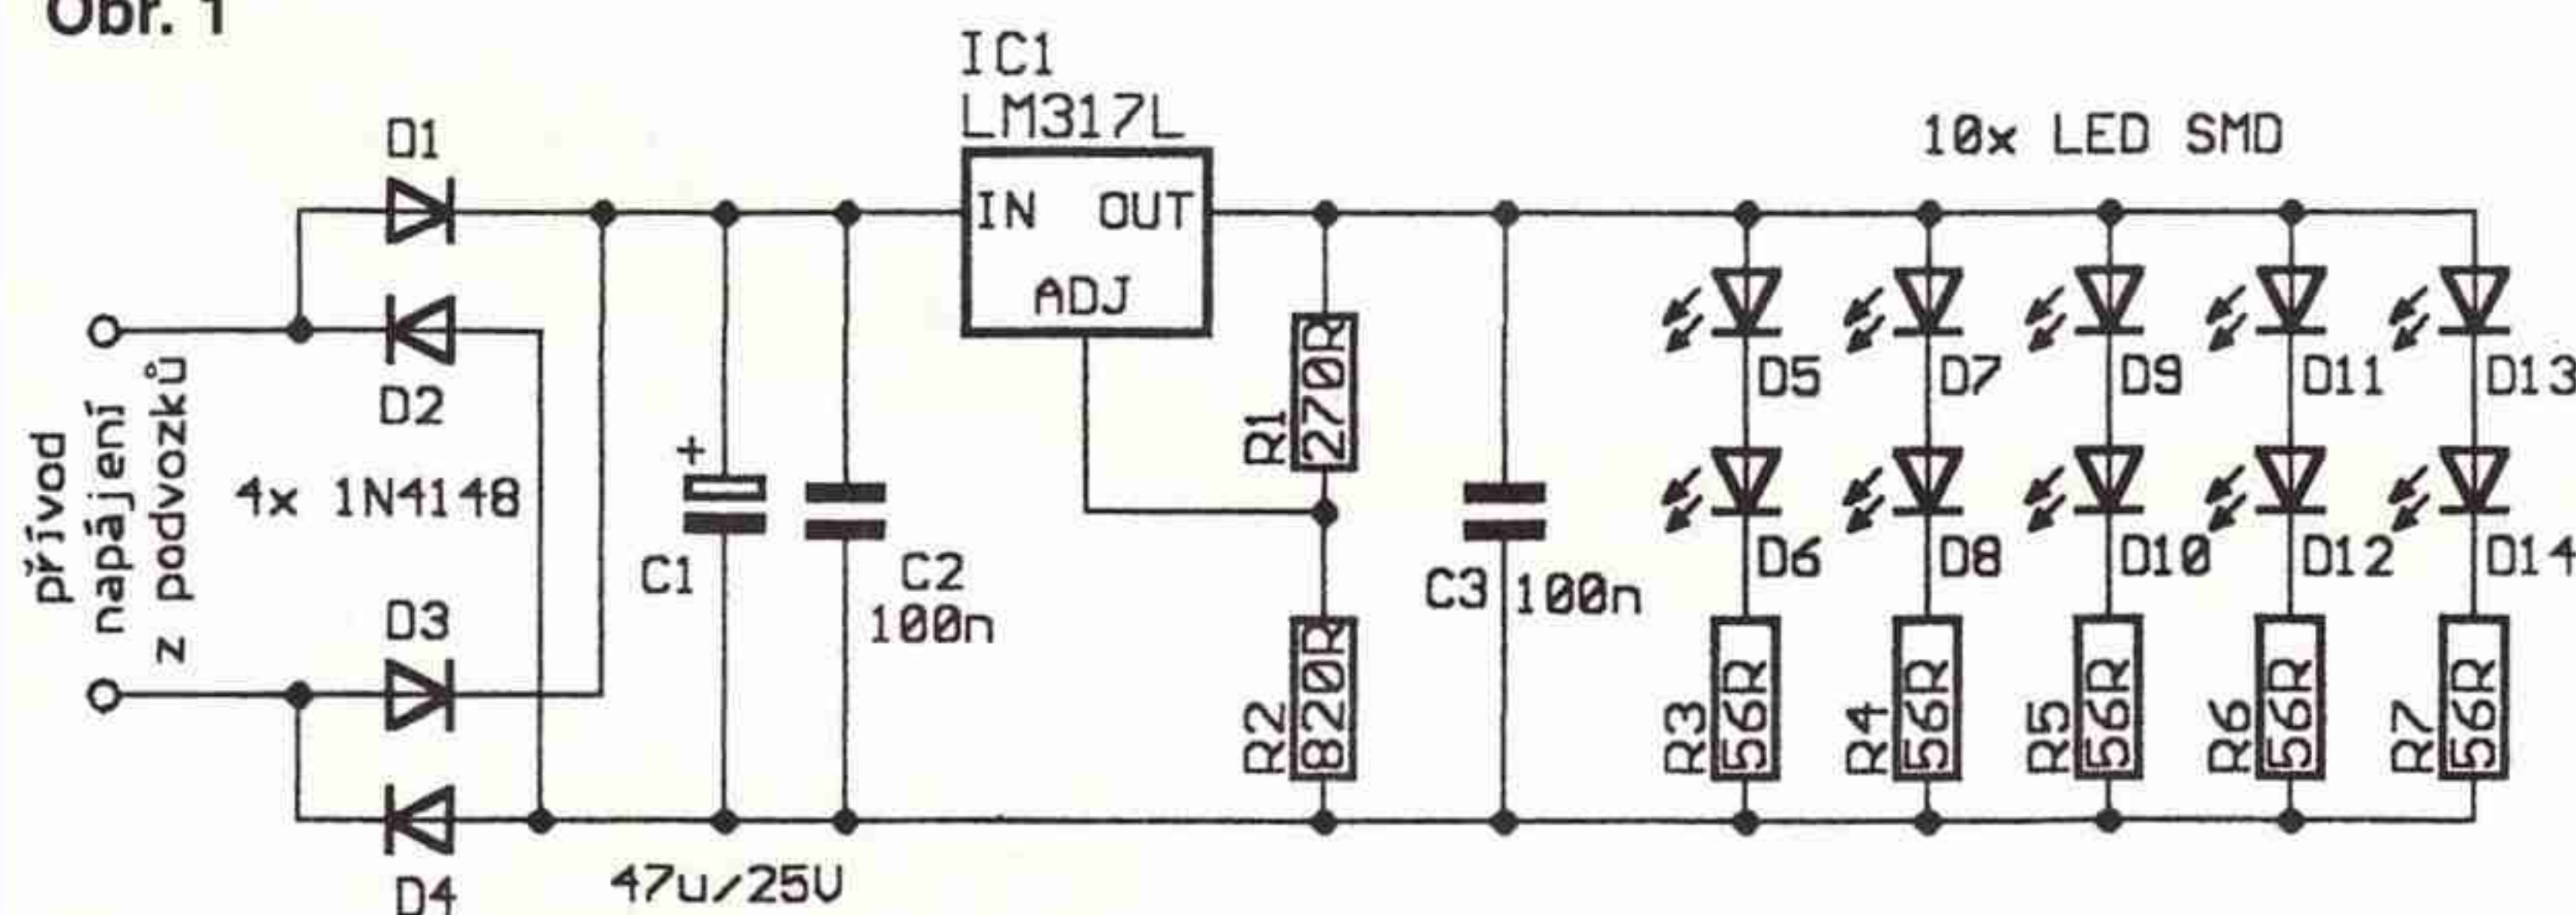 Obr. 1
IC1
LM317L
IN OUT
ADJ
10x LED SMD
D1
D2
4x 1N4148
D3
D4
přívod
napájení
z podvozků
+
C1
47u/25V
C2
100n
R1
270R
R2
820R
C3 100n
D5
D7
D9
D11
D13
D6
D8
D10
D12
D14
R3
56R
R4
56R
R5
56R
R6
56R
R7
56R